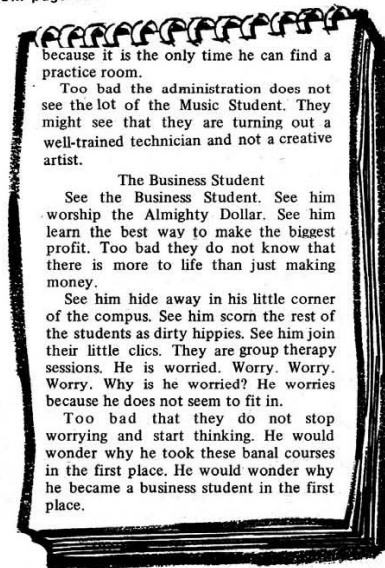 because it is the only time he can find a
practice room.
Too bad the administration does not
see the lot of the Music Student. They
might see that they are turning out a
well-trained technician and not a creative
artist.
The Business Student
See the Business Student. See him
worship the Almighty Dollar. See him
learn the best way to make the biggest
profit. Too bad they do not know that
there is more to life than just making
money.
See him hide away in his little corner
of the compus. See him scorn the rest of
the students as dirty hippies. See him join
their little clics. They are group therapy
sessions. He is worried. Worry. Worry.
Worry. Why is he worried? He worries
because he does not seem to fit in.
Too bad that they do not stop
worrying and start thinking. He would
wonder why he took these banal courses
in the first place. He would wonder why
he became a business student in the first
place.